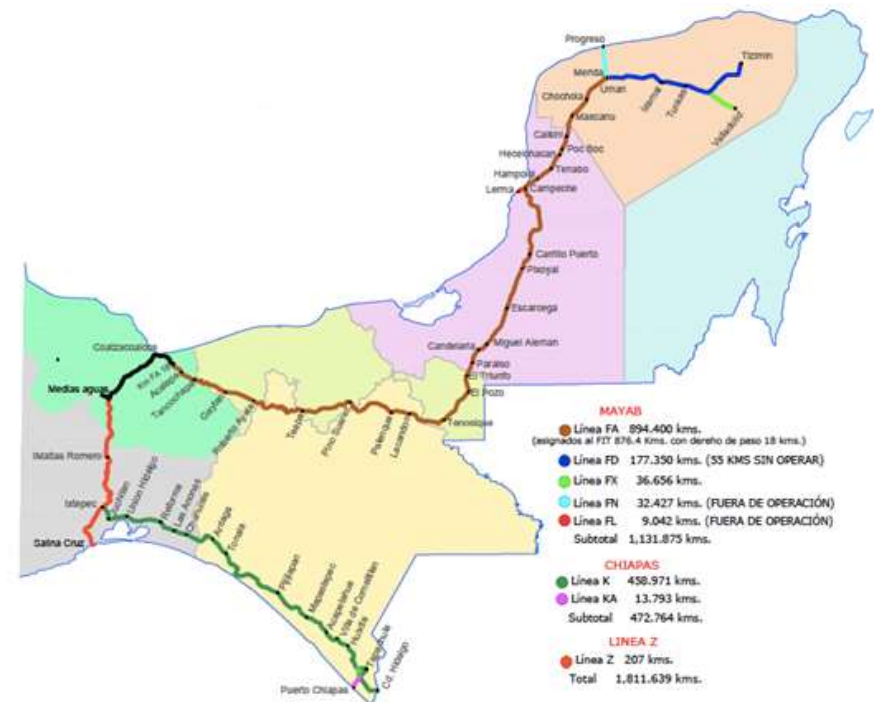 Progreso
Tizimin
Merida
Uman
Izamal
Tunkas
Valladolid
Chochola
Maxcanu
Calkini
Poc Boc
Hecelchacan
Tenabo
Hampolol
Lerma
Campeche
Carrillo Puerto
Pixoyal
Escarcega
Miguel Aleman
Candelaria
Paraiso
El Triunfo
El Pozo
Tenosique
Lacandon
Palenque
Pino Suarez
Teapa
Roberto Ayala
Coatzacoalcos
Medias aguas
Matias Romero
Ixtepec
Union Hidalgo
Reforma
Las Anonas
Salina Cruz
Arriaga
Tonala
Pijijiapan
Mapastepec
Acapetahua
Villa de Comaltitlan
Huixtla
Tapachula
Puerto Chiapas
Cd. Hidalgo
MAYAB
Línea FA 894.400 kms.
(asignados al FIT 876.4 Kms. con dereho de peso 18 kms.)
Línea FD 177.350 kms. (55 KMS SIN OPERAR)
Línea FX 36.656 kms.
Línea FN 32.427 kms. (FUERA DE OPERACIÓN)
Línea FL 9.042 kms. (FUERA DE OPERACIÓN)
Subtotal 1,131.875 kms.
CHIAPAS
Línea K 458.971 kms.
Línea KA 13.793 kms.
Subtotal 472.764 kms.
LINEA Z
Línea Z 207 kms.
Total 1,811.639 kms.